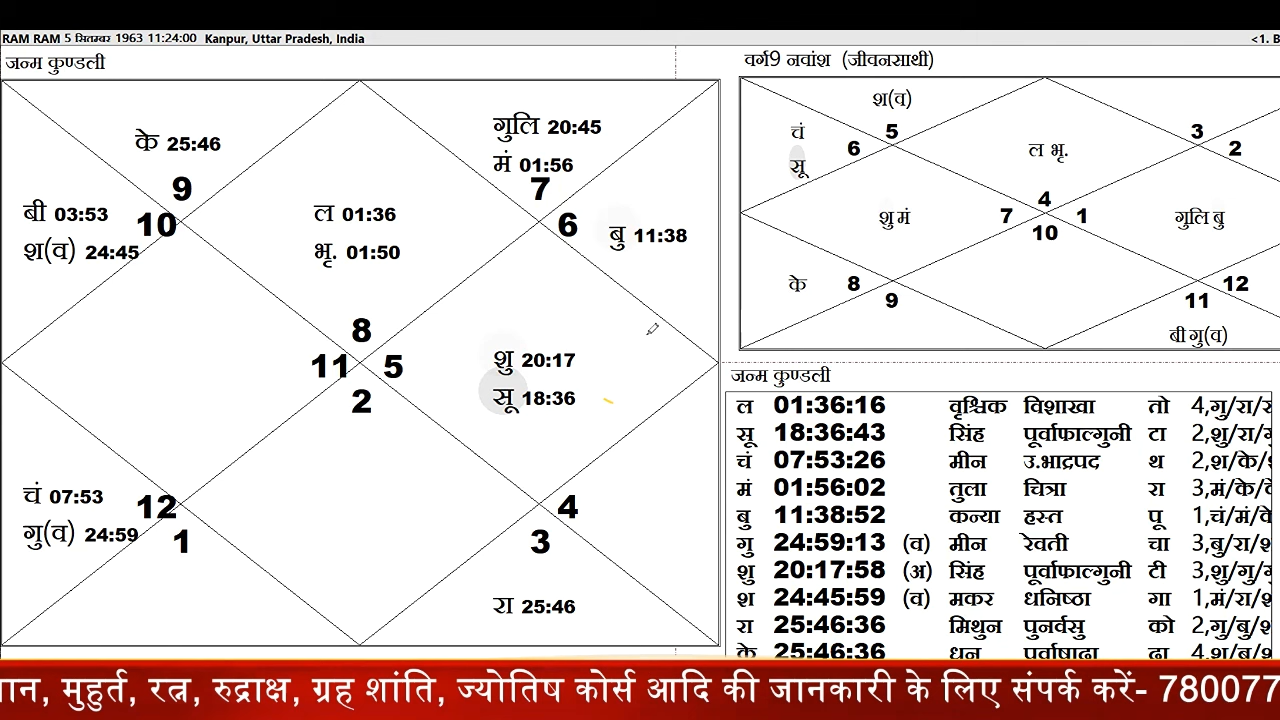 RAM RAM 5 सितम्बर 1963 11:24:00 Kanpur, Uttar Pradesh, India
<1. B
जन्म कुण्डली
के 25:46
गुलि 20:45
मं 01:56
9
7
बी 03:53
10
श(व) 24:45
ल 01:36
भृ. 01:50
6
बु 11:38
8
11
5
2
शु 20:17
सू 18:36
चं 07:53
12
गु(व) 24:59
1
4
3
रा 25:46
वर्ग9 नवांश (जीवनसाथी)
श(व)
चं
5
6
सू
ल भृ.
3
2
शु मं
7
4
1
10
गुलि बु
के
8
9
12
11
बी गु(व)
जन्म कुण्डली
ल 01:36:16 वृश्चिक विशाखा तो 4,गु/रा/र
सू 18:36:43 सिंह पूर्वाफाल्गुनी टा 2,शु/रा/
चं 07:53:26 मीन उ.भाद्रपद थ 2,श/के/
मं 01:56:02 तुला चित्रा रा 3,मं/के/
बु 11:38:52 कन्या हस्त पू 1,चं/मं/
गु 24:59:13 (व) मीन रेवती चा 3,बु/रा/
शु 20:17:58 (अ) सिंह पूर्वाफाल्गुनी टी 3,शु/गु/
श 24:45:59 (व) मकर धनिष्ठा गा 1,मं/रा/
रा 25:46:36 मिथुन पुनर्वसु को 2,गु/बु/
के 25:46:36 धन पूर्वाषाढा ढा 4,श/ब/
ान, मुहुर्त, रत्न, रुद्राक्ष, ग्रह शांति, ज्योतिष कोर्स आदि की जानकारी के लिए संपर्क करें- 780077